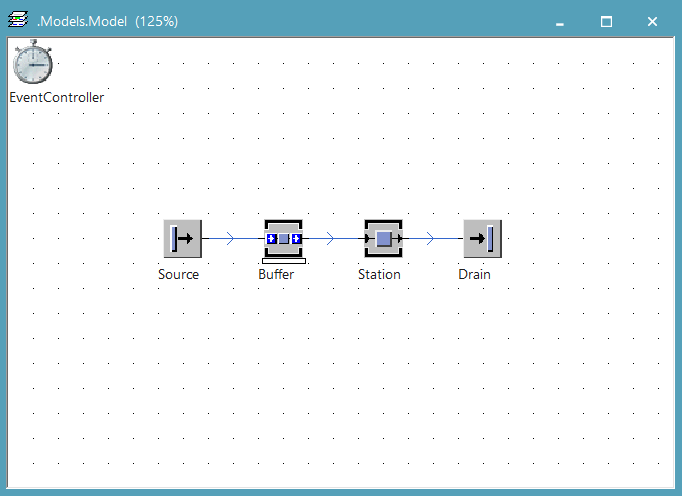 .Models.Model (125%)
EventController
Source
Buffer
Station
Drain